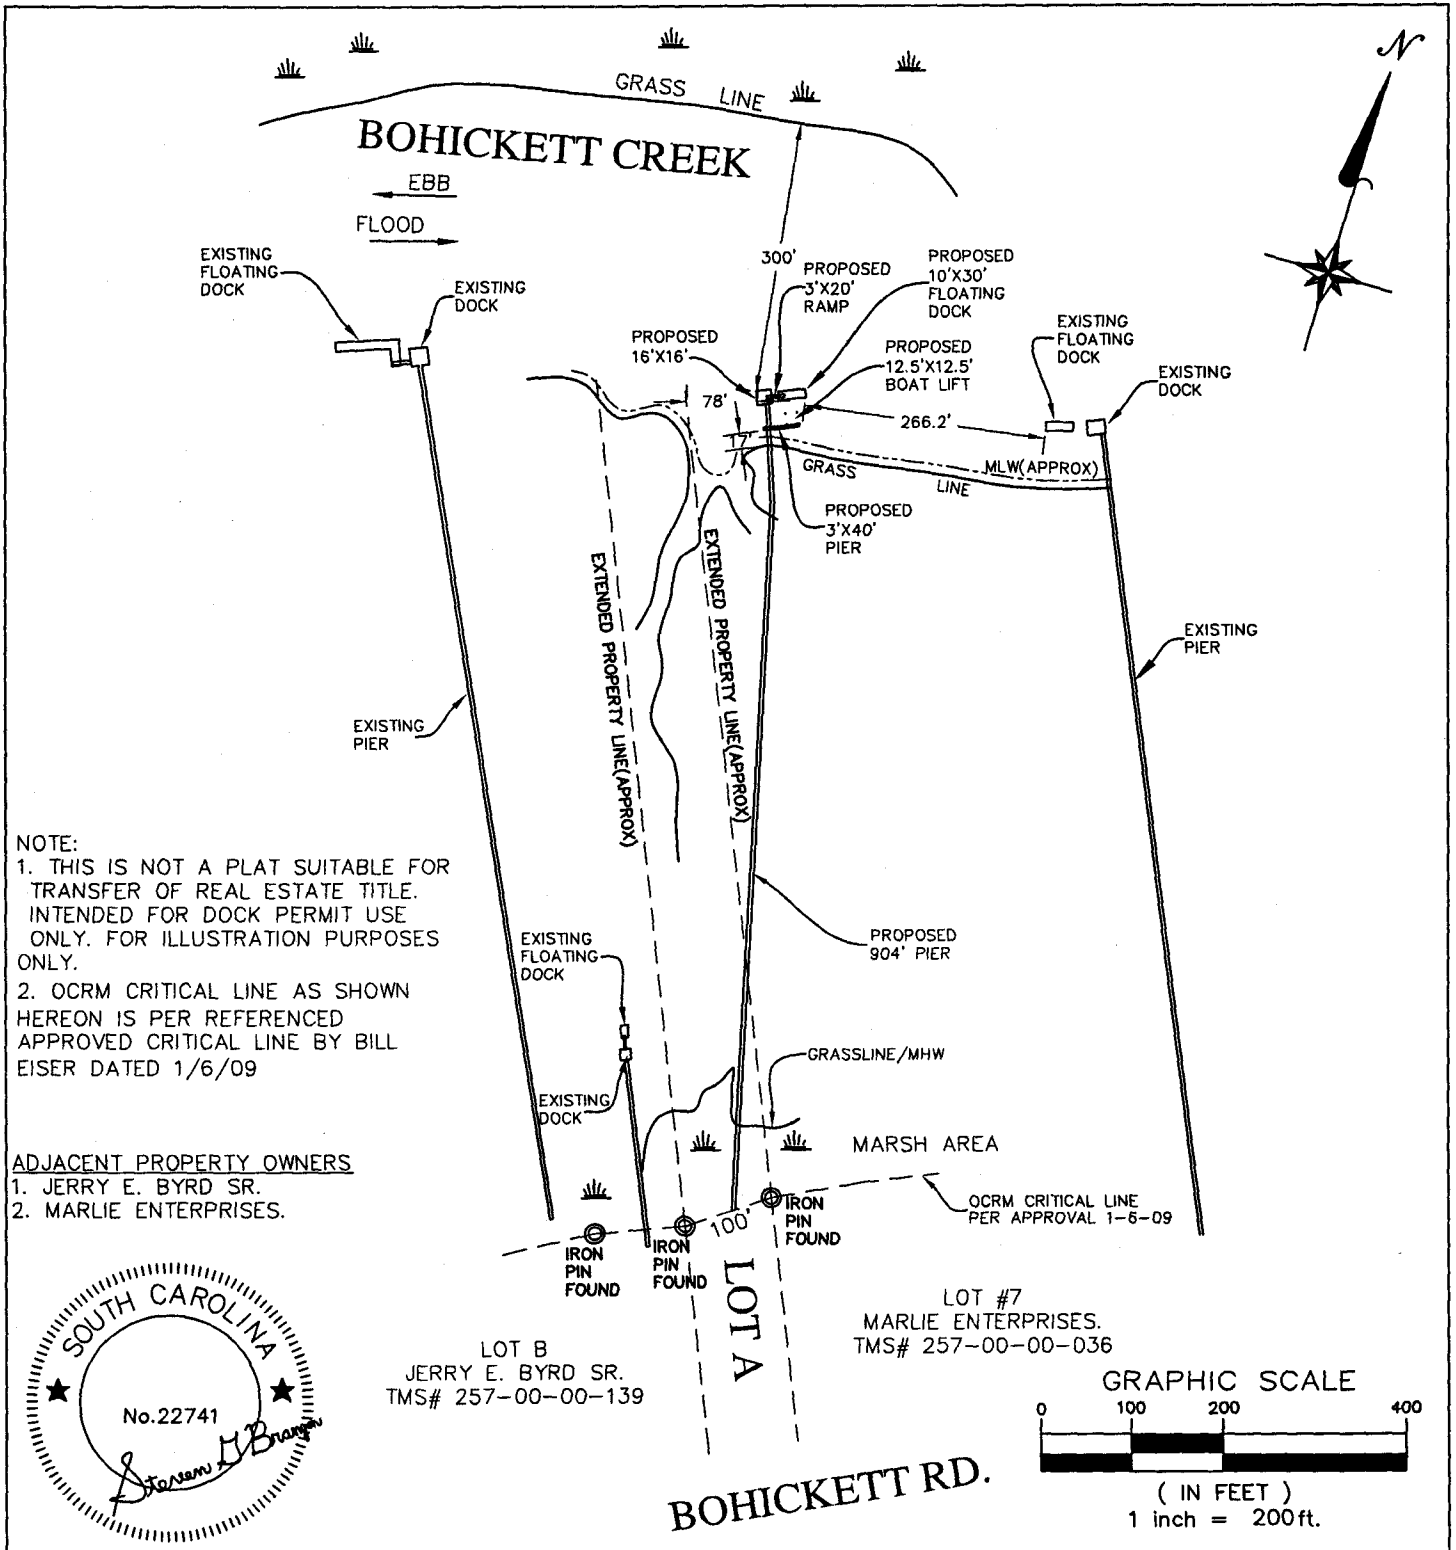 N
GRASS LINE
BOHICKETT CREEK
EBB
FLOOD
EXISTING
FLOATING
DOCK
EXISTING
DOCK
300'
PROPOSED
3'X20'
RAMP
PROPOSED
10'X30'
FLOATING
DOCK
PROPOSED
16'X16'
PROPOSED
12.5'X12.5'
BOAT LIFT
EXISTING
FLOATING
DOCK
EXISTING
DOCK
78'
266.2'
17'
GRASS LINE
MLW(APPROX)
PROPOSED
3'X40'
PIER
EXTENDED PROPERTY LINE(APPROX)
EXTENDED PROPERTY LINE(APPROX)
EXISTING
PIER
EXISTING
PIER
NOTE:
1. THIS IS NOT A PLAT SUITABLE FOR
TRANSFER OF REAL ESTATE TITLE.
INTENDED FOR DOCK PERMIT USE
ONLY. FOR ILLUSTRATION PURPOSES
ONLY.
2. OCRM CRITICAL LINE AS SHOWN
HEREON IS PER REFERENCED
APPROVED CRITICAL LINE BY BILL
EISER DATED 1/6/09
EXISTING
FLOATING
DOCK
PROPOSED
904' PIER
GRASSLINE/MHW
EXISTING
DOCK
MARSH AREA
ADJACENT PROPERTY OWNERS
1. JERRY E. BYRD SR.
2. MARLIE ENTERPRISES.
OCRM CRITICAL LINE
PER APPROVAL 1-6-09
IRON
PIN
FOUND
IRON
PIN
FOUND
100'
IRON
PIN
FOUND
LOT A
LOT B
JERRY E. BYRD SR.
TMS# 257-00-00-139
LOT #7
MARLIE ENTERPRISES.
TMS# 257-00-00-036
SOUTH CAROLINA
No.22741
Steven G Branyon
GRAPHIC SCALE
0 100 200 400
( IN FEET )
1 inch = 200ft.
BOHICKETT RD.